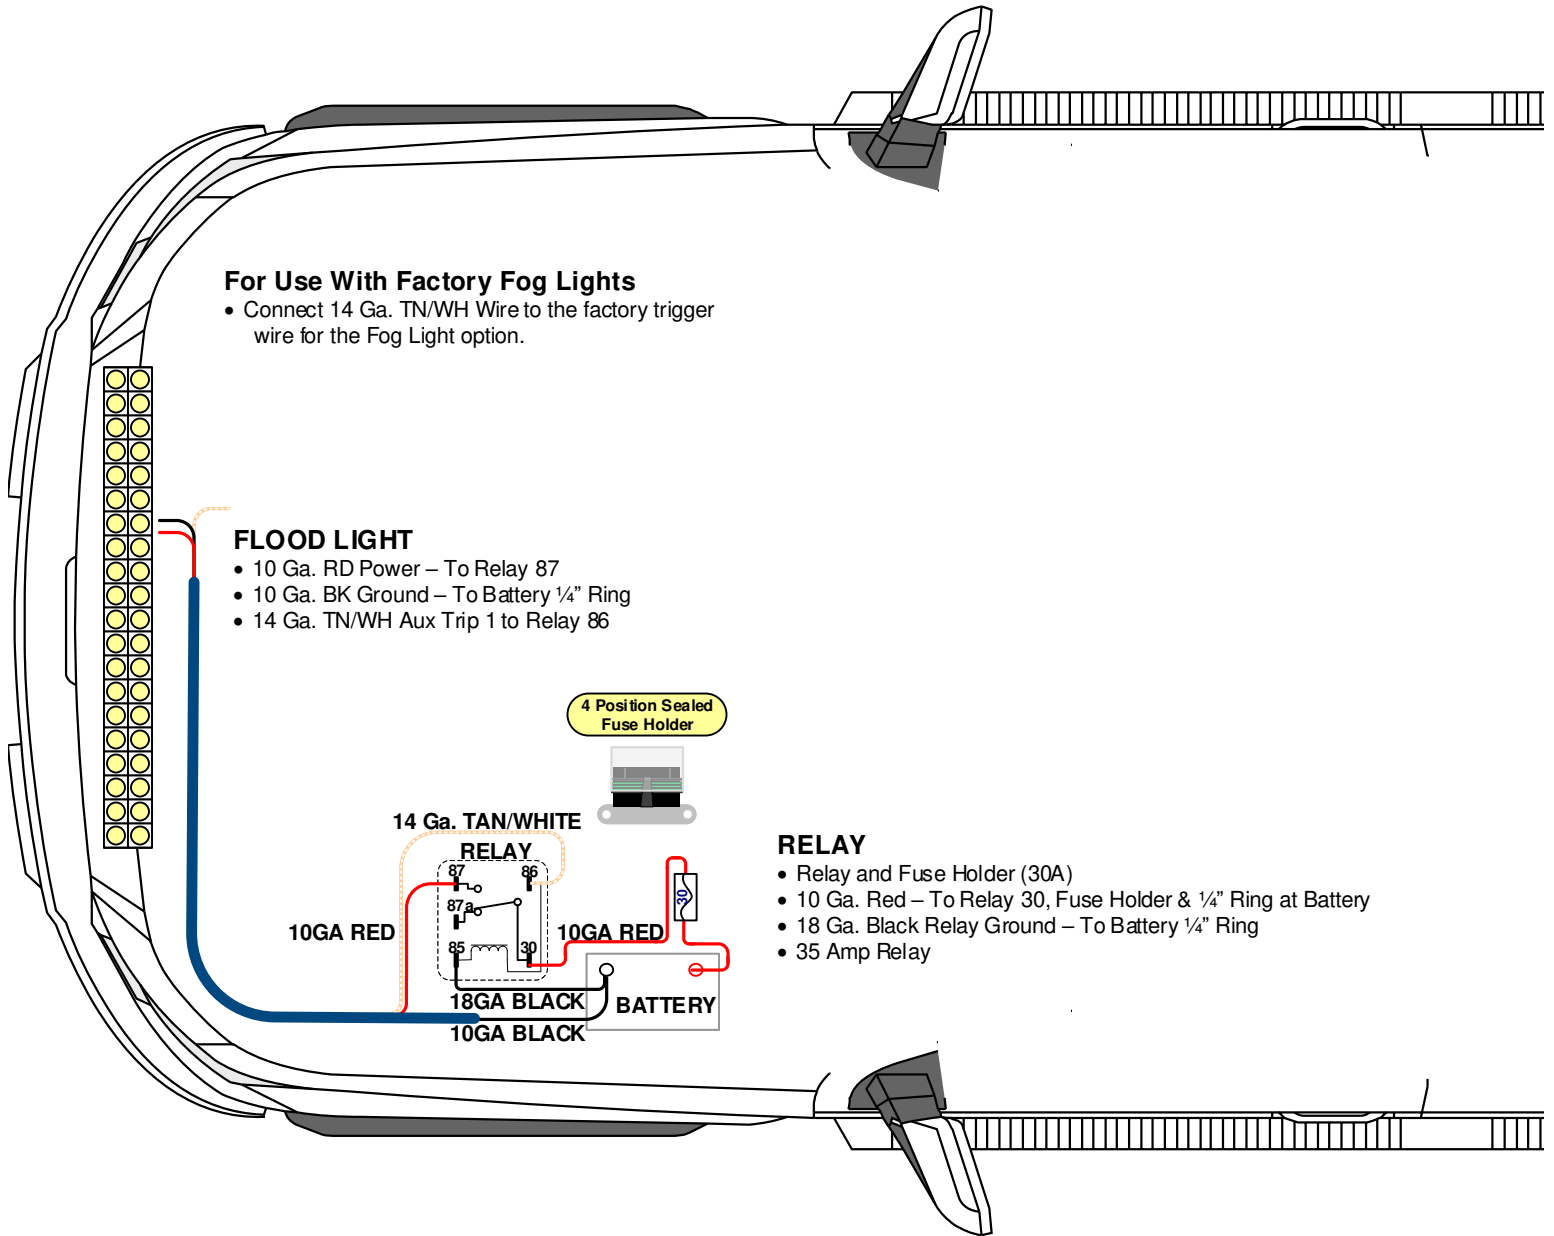 For Use With Factory Fog Lights
• Connect 14 Ga. TN/WH Wire to the factory trigger
wire for the Fog Light option.
FLOOD LIGHT
• 10 Ga. RD Power – To Relay 87
• 10 Ga. BK Ground – To Battery ¼” Ring
• 14 Ga. TN/WH Aux Trip 1 to Relay 86
4 Position Sealed
Fuse Holder
14 Ga. TAN/WHITE
RELAY
87
86
87a
85
30
10GA RED
10GA RED
30
18GA BLACK
10GA BLACK
BATTERY
RELAY
• Relay and Fuse Holder (30A)
• 10 Ga. Red – To Relay 30, Fuse Holder & ¼” Ring at Battery
• 18 Ga. Black Relay Ground – To Battery ¼” Ring
• 35 Amp Relay